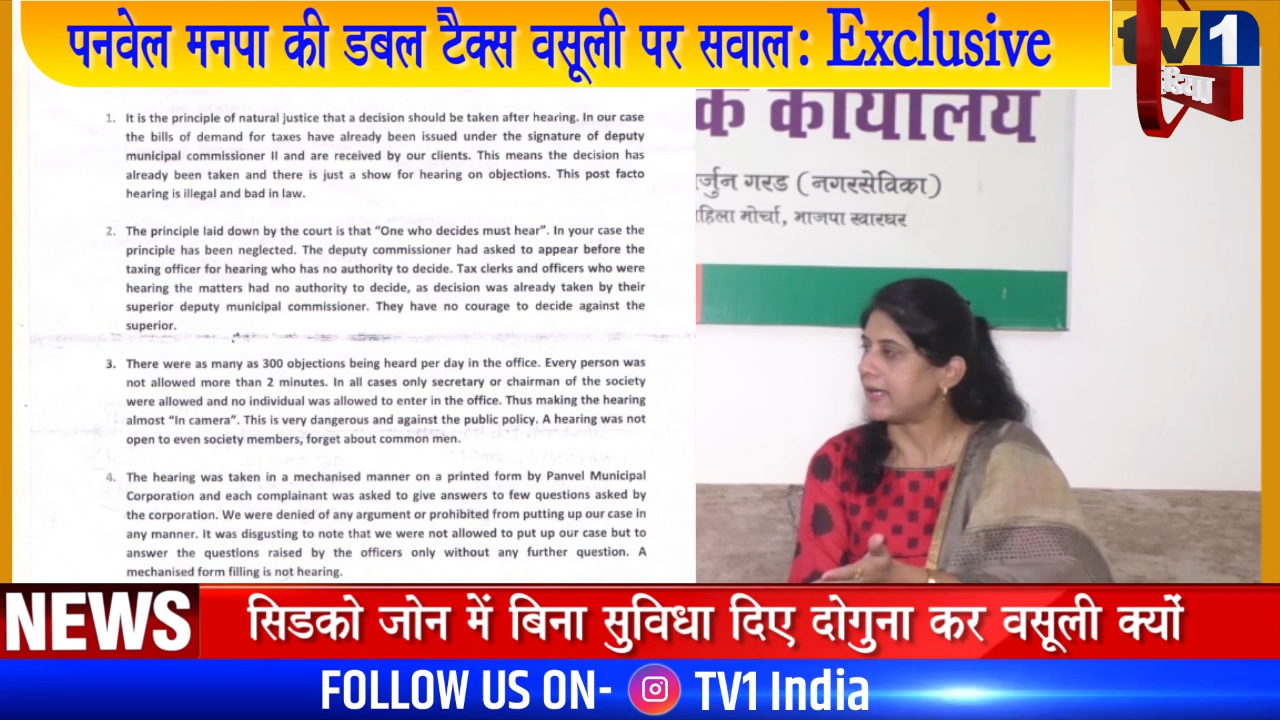 पनवेल मनपा की डबल टैक्स वसूली पर सवाल: Exclusive
tv1
इंडिया
1. It is the principle of natural justice that a decision should be taken after hearing. In our case
the bills of demand for taxes have already been issued under the signature of deputy
municipal commissioner II and are received by our clients. This means the decision has
already been taken and there is just a show for hearing on objections. This post facto
hearing is illegal and bad in law.
2. The principle laid down by the court is that “One who decides must hear”. In your case the
principle has been neglected. The deputy commissioner had asked to appear before the
taxing officer for hearing who has no authority to decide. Tax clerks and officers who were
hearing the matters had no authority to decide, as decision was already taken by their
superior deputy municipal commissioner. They have no courage to decide against the
superior.
3. There were as many as 300 objections being heard per day in the office. Every person was
not allowed more than 2 minutes. In all cases only secretary or chairman of the society
were allowed and no individual was allowed to enter in the office. Thus making the hearing
almost “In camera”. This is very dangerous and against the public policy. A hearing was not
open to even society members, forget about common men.
4. The hearing was taken in a mechanised manner on a printed form by Panvel Municipal
Corporation and each complainant was asked to give answers to few questions asked by
the corporation. We were denied of any argument or prohibited from putting up our case in
any manner. It was disgusting to note that we were not allowed to put up our case but to
answer the questions raised by the officers only without any further question. A
mechanised form filling is not hearing.
क कार्यालय
र्जुन गरड (नगरसेविका)
हिला मोर्चा, भाजपा खारघर
NEWS
सिडको जोन में बिना सुविधा दिए दोगुना कर वसूली क्यों
FOLLOW US ON- TV1 India